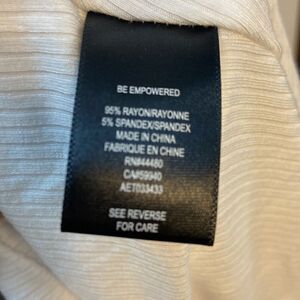 BE EMPOWERED
95% RAYON/RAYONNE
5% SPANDEX/SPANDEX
MADE IN CHINA
FABRIQUE EN CHINE
RN#44480
CA#59940
AET033433
SEE REVERSE
FOR CARE